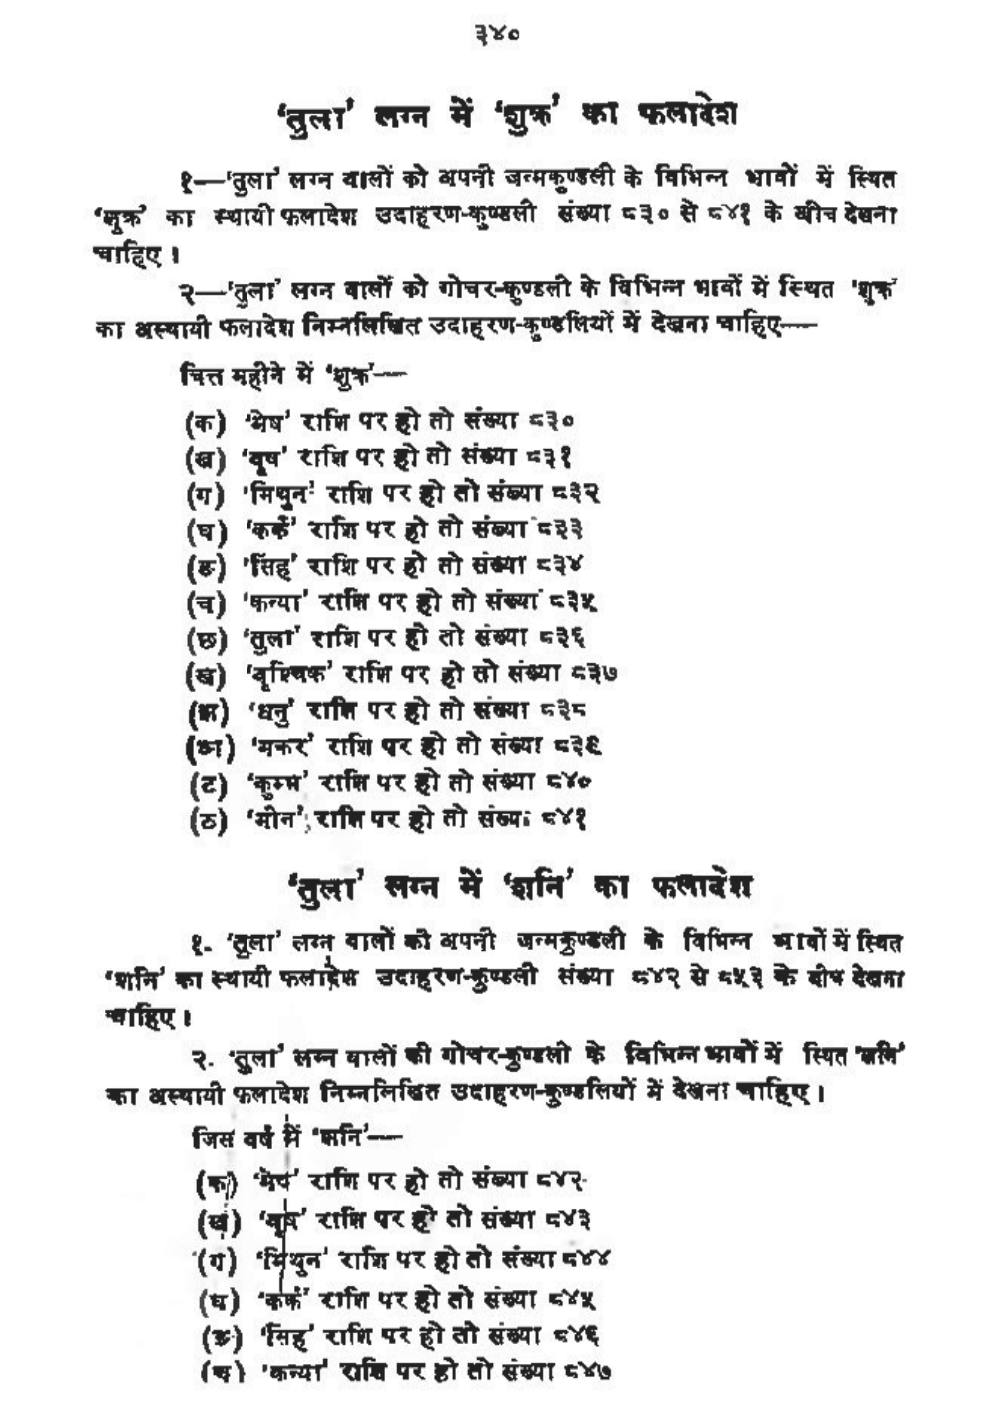 ३४०
‘तुला’ लग्न में ‘शुक्र’ का फलादेश
१—‘तुला’ लग्न वालों को अपनी जन्मकुण्डली के विभिन्न भावों में स्थित
‘शुक्र’ का स्थायी फलादेश उदाहरण-कुण्डली संख्या ८३० से ८४१ के बीच देखना
चाहिए ।
२—‘तुला’ लग्न वालों को गोचर-कुण्डली के विभिन्न भावों में स्थित ‘शुक्र’
का अस्थायी फलादेश निम्नलिखित उदाहरण-कुण्डलियों में देखना चाहिए—
जिस महीने में ‘शुक्र’—
(क) ‘मेष’ राशि पर हो तो संख्या ८३०
(ख) ‘वृष’ राशि पर हो तो संख्या ८३१
(ग) ‘मिथुन’ राशि पर हो तो संख्या ८३२
(घ) ‘कर्क’ राशि पर हो तो संख्या ८३३
(ङ) ‘सिंह’ राशि पर हो तो संख्या ८३४
(च) ‘कन्या’ राशि पर हो तो संख्या ८३५
(छ) ‘तुला’ राशि पर हो तो संख्या ८३६
(ख) ‘वृश्चिक’ राशि पर हो तो संख्या ८३७
(झ) ‘धनु’ राशि पर हो तो संख्या ८३८
‘मकर’ राशि पर हो तो संख्या ८३९
(ट) ‘कुम्भ’ राशि पर हो तो संख्या ८४०
(ठ) ‘मीन’ राशि पर हो तो संख्या ८४१
‘तुला’ लग्न में ‘शनि’ का फलादेश
१. ‘तुला’ लग्न वालों को अपनी जन्मकुण्डली के विभिन्न भावों में स्थित
‘शनि’ का स्थायी फलादेश उदाहरण-कुण्डली संख्या ८४२ से ८५३ के बीच देखना
चाहिए ।
२. ‘तुला’ लग्न वालों की गोचर-कुण्डली के विभिन्न भावों में स्थित ‘शनि’
का अस्थायी फलादेश निम्नलिखित उदाहरण-कुण्डलियों में देखना चाहिए ।
जिस वर्ष में ‘शनि’—
(क) ‘मेष’ राशि पर हो तो संख्या ८४२
(ख) ‘वृष’ राशि पर हो तो संख्या ८४३
(ग) ‘मिथुन’ राशि पर हो तो संख्या ८४४
(घ) ‘कर्क’ राशि पर हो तो संख्या ८४५
(ङ) ‘सिंह’ राशि पर हो तो संख्या ८४६
(च) ‘कन्या’ राशि पर हो तो संख्या ८४७